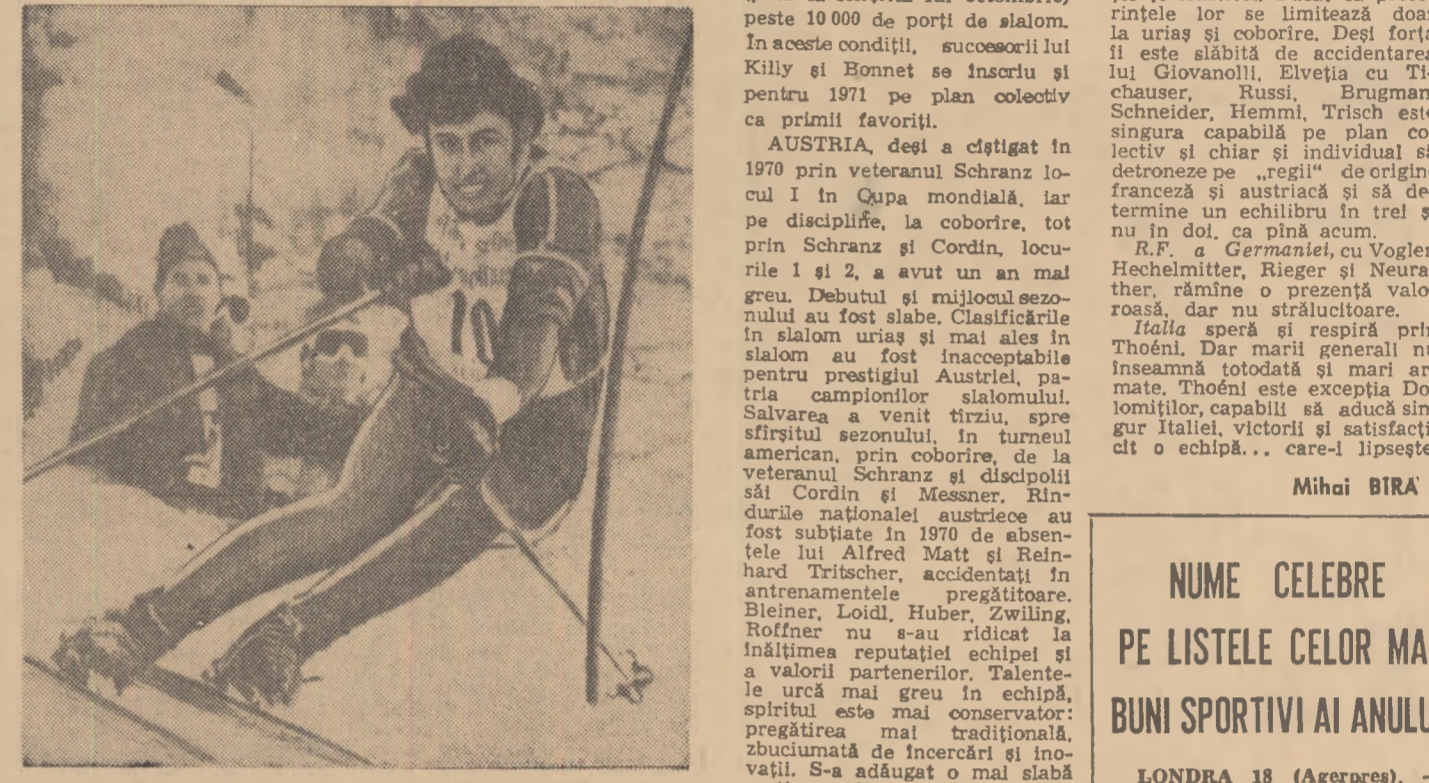 10
peste 10 000 de porți de slalom.
În aceste condiții, succesorii lui
Killy și Bonnet se înscriu și
pentru 1971 pe plan colectiv
ca primii favoriți.
AUSTRIA, deși a cîștigat în
1970 prin veteranul Schranz lo-
cul I în Cupa mondială, iar
pe discipline, la coborîre, tot
prin Schranz și Cordin, locu-
rile 1 și 2, a avut un an mai
greu. Debutul și mijlocul sezo-
nului au fost slabe. Clasificările
în slalom uriaș și mai ales în
slalom au fost inacceptabile
pentru prestigiul Austriei, pa-
tria campionilor slalomului.
Salvarea a venit tîrziu, spre
sfîrșitul sezonului, în turneul
american, prin coborîre, de la
veteranul Schranz și discipolii
săi Cordin și Messner. Rîn-
durile naționalei austriece au
fost subțiate în 1970 de absen-
țele lui Alfred Matt și Rein-
hard Tritscher, accidentați în
antrenamentele pregătitoare.
Bleiner, Loidl, Huber, Zwiling,
Roffner nu s-au ridicat la
înălțimea reputației echipei și
a valorii partenerilor. Talente-
le urcă mai greu în echipă,
spiritul este mai conservator:
pregătirea mai tradițională,
zbuciumată de încercări și ino-
vații. S-a adăugat o mai slabă
rințele lor se limitează doar
la uriaș și coborîre. Deși forța
îi este slăbită de accidentarea
lui Giovanolli, Elveția cu Ti-
chauser, Russi, Brugman
Schneider, Hemmi, Trisch este
singura capabilă pe plan co-
lectiv și chiar și individual să
detroneze pe „regii“ de origine
franceză și austriacă și să de-
termine un echilibru în trei și
nu în doi, ca pînă acum.
R.F. a Germaniei, cu Vogler
Hechelmitter, Rieger și Neura-
ther, rămîne o prezență valo-
roasă, dar nu strălucitoare.
Italia speră și respiră prin
Thoéni. Dar marii generali nu
înseamnă totodată și mari ar-
mate. Thoéni este excepția Do-
lomiților, capabili să aducă sin-
gur Italiei, victorii și satisfacții
cît o echipă... care-i lipsește
Mihai BÎRĂ
NUME CELEBRE
PE LISTELE CELOR MA
BUNI SPORTIVI AI ANULU
LONDRA 18 (Agerpres). -